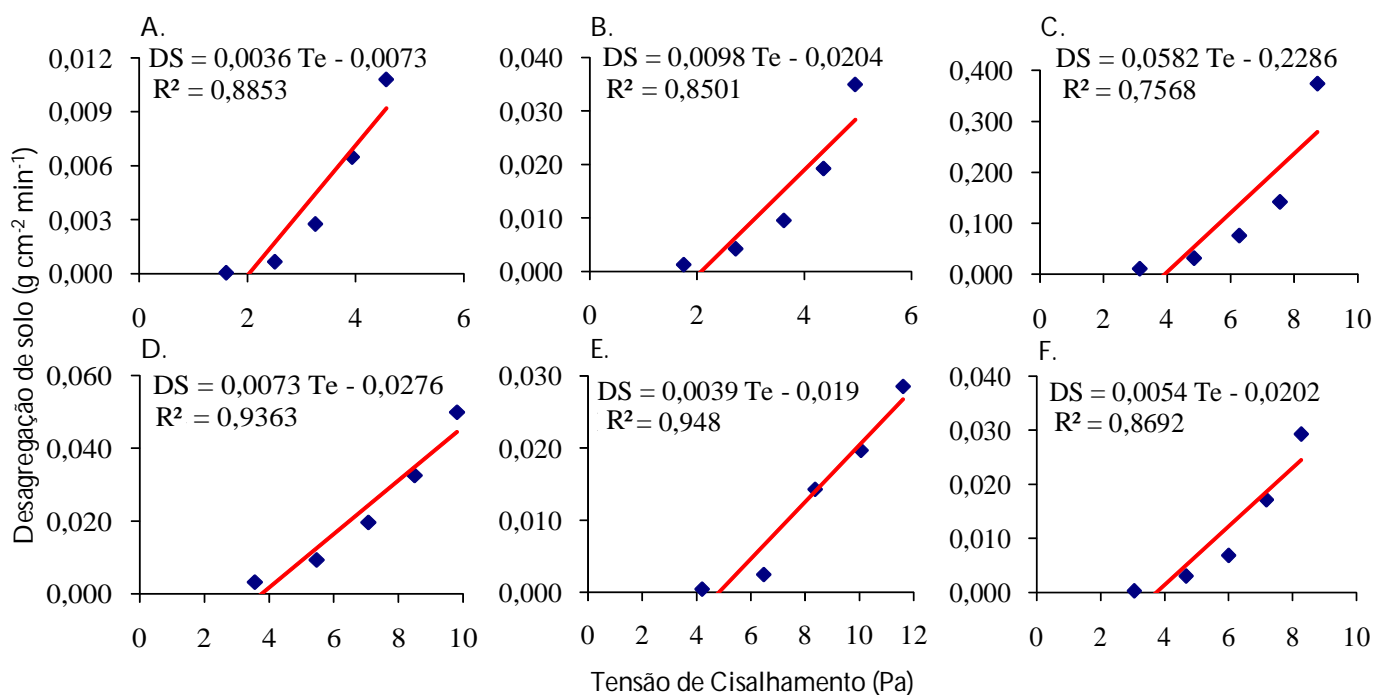 A.
DS = 0,0036 Te - 0,0073
R² = 0,8853
0,012
0,009
0,006
0,003
0,000
0 2 4 6
B.
DS = 0,0098 Te - 0,0204
R² = 0,8501
0,040
0,030
0,020
0,010
0,000
0 2 4 6
C.
DS = 0,0582 Te - 0,2286
R² = 0,7568
0,400
0,300
0,200
0,100
0,000
0 2 4 6 8 10
Desagregação de solo (g cm⁻² min⁻¹)
D.
DS = 0,0073 Te - 0,0276
R² = 0,9363
0,060
0,040
0,020
0,000
0 2 4 6 8 10
E.
DS = 0,0039 Te - 0,019
R² = 0,948
0,030
0,020
0,010
0,000
0 2 4 6 8 10 12
F.
DS = 0,0054 Te - 0,0202
R² = 0,8692
0,040
0,030
0,020
0,010
0,000
0 2 4 6 8 10
Tensão de Cisalhamento (Pa)